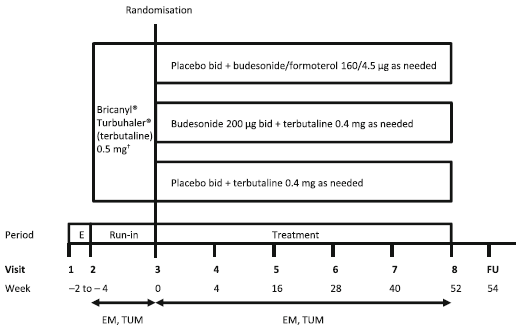 Randomisation
Placebo bid + budesonide/formoterol 160/4.5 µg as needed
Bricanyl®
Turbuhaler®
(terbutaline)
0.5 mg†
Budesonide 200 µg bid + terbutaline 0.4 mg as needed
Placebo bid + terbutaline 0.4 mg as needed
Period E Run-in Treatment
Visit 1 2 3 4 5 6 7 8 FU
Week –2 to – 4 0 4 16 28 40 52 54
EM, TUM EM, TUM